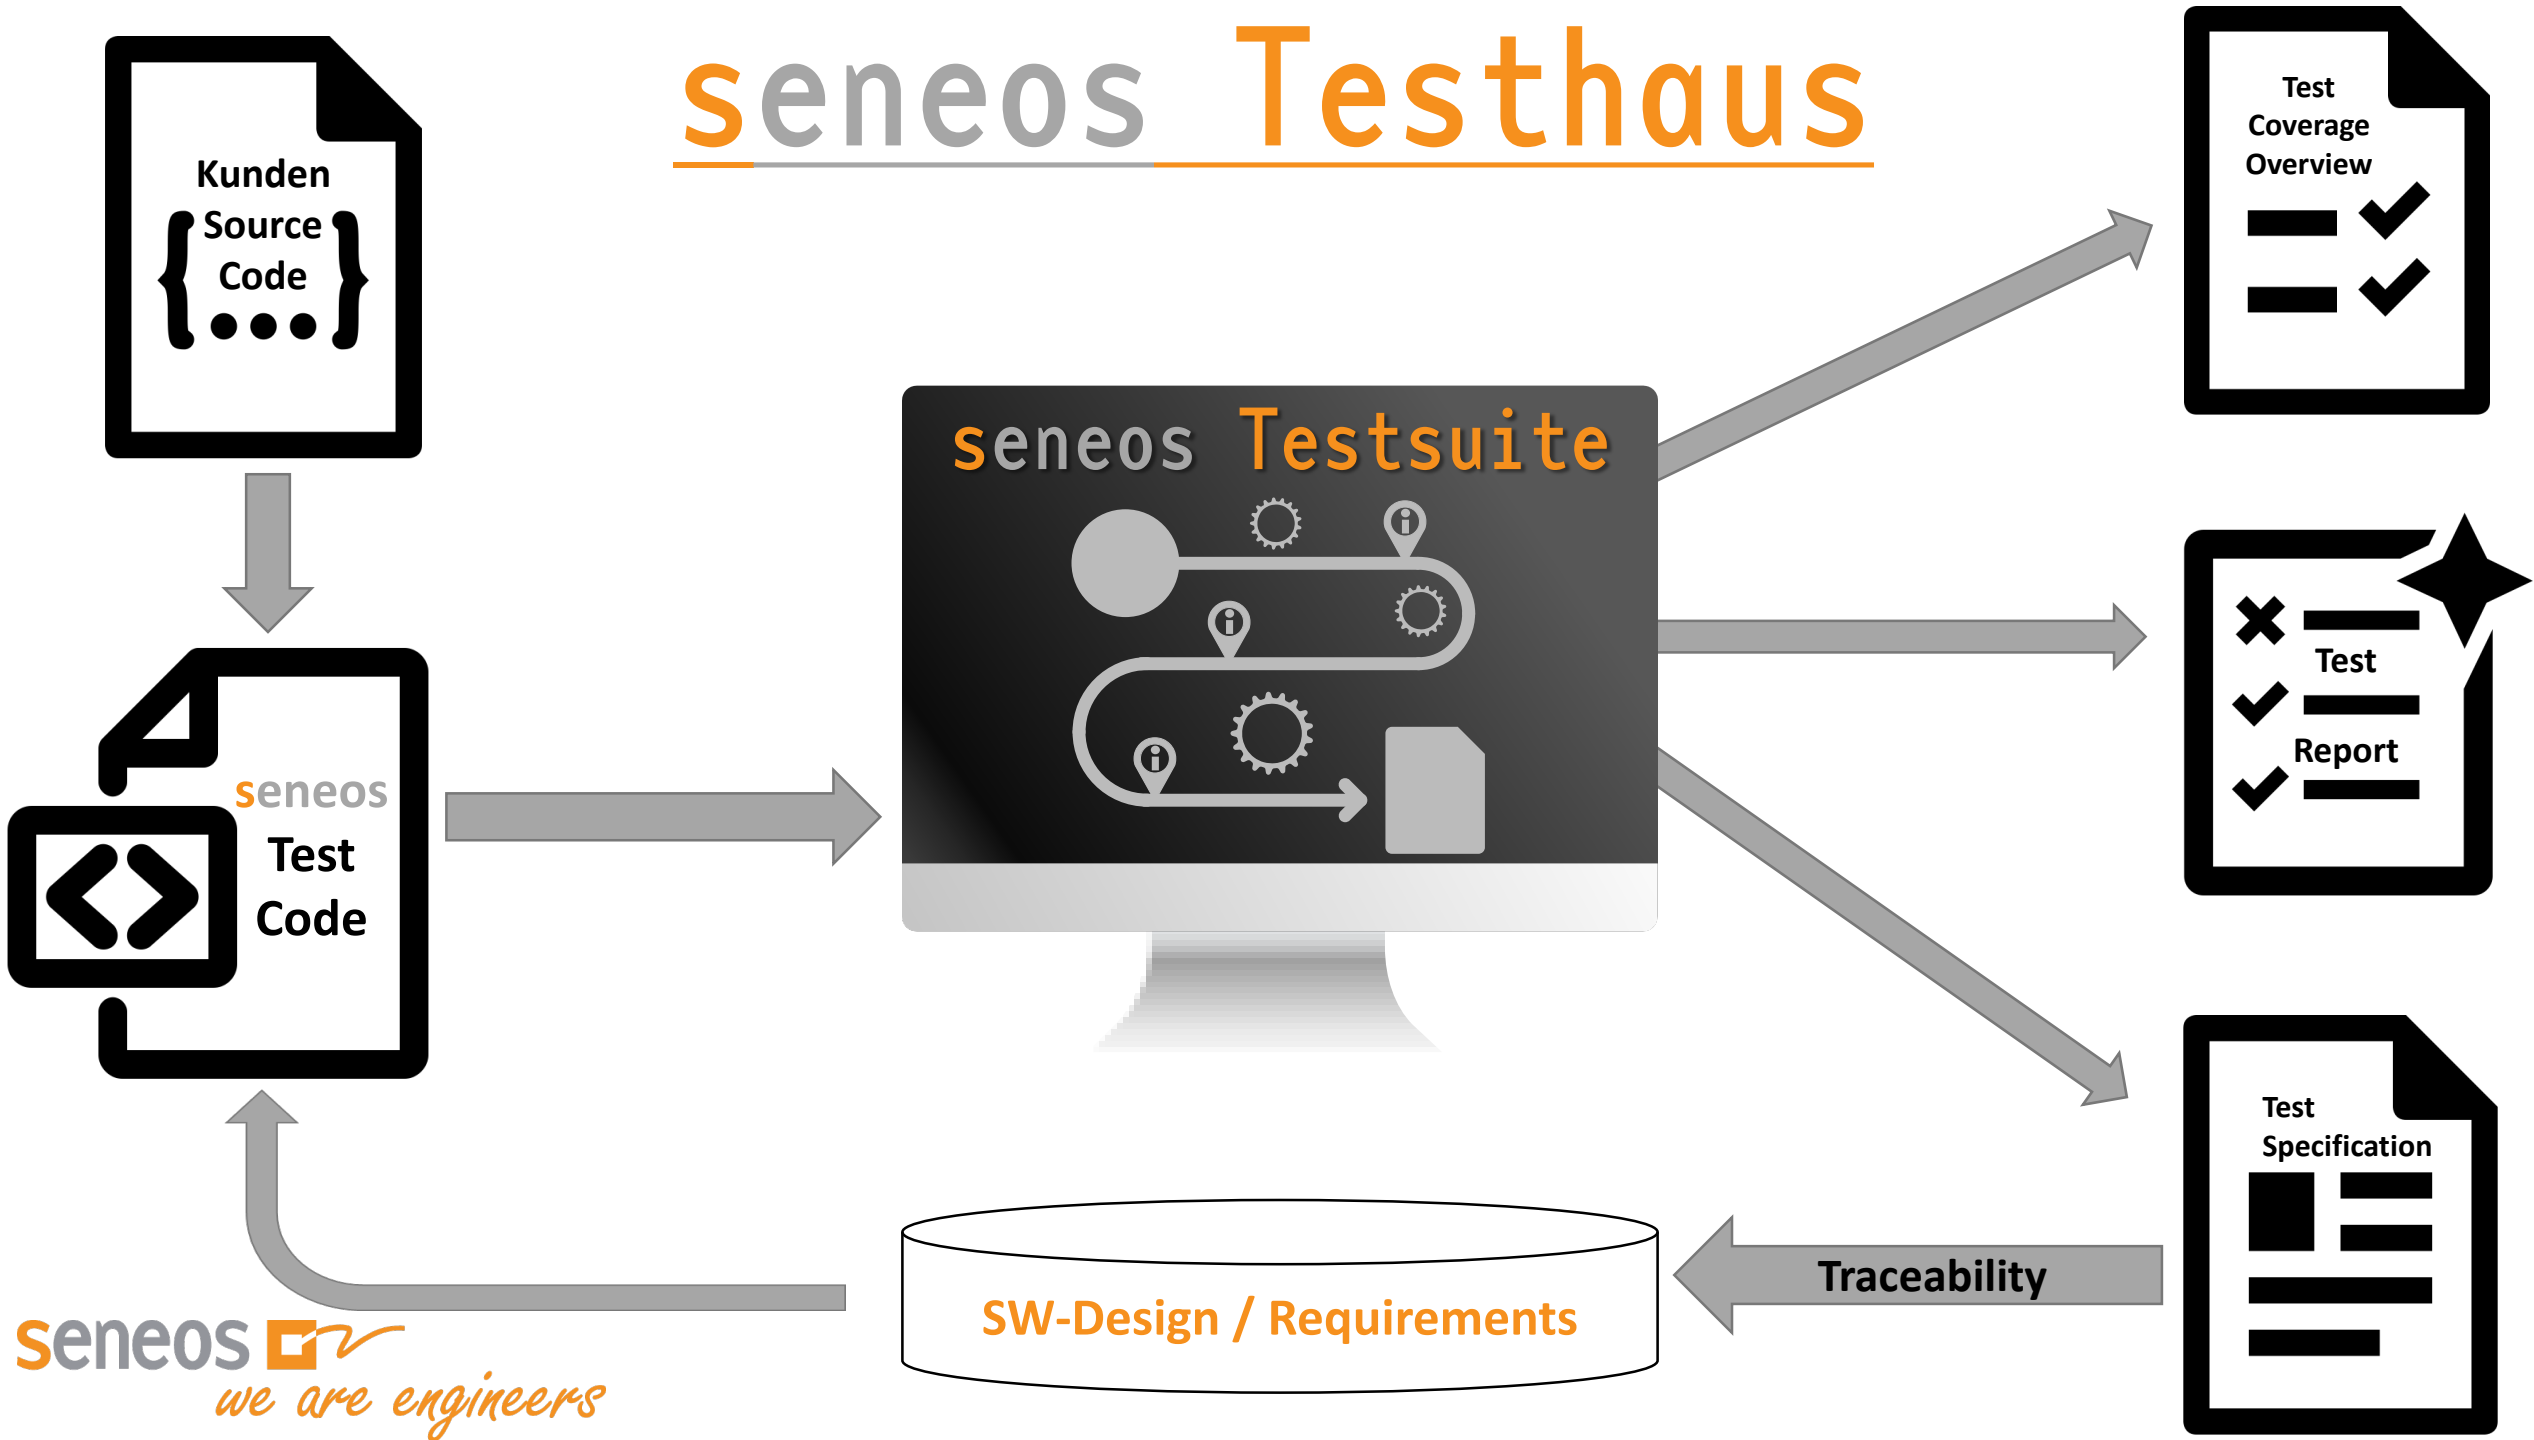 seneos Testhaus
Kunden
Source
Code
Test
Coverage
Overview
seneos Testsuite
Test
Report
seneos
Test
Code
Test
Specification
Traceability
SW-Design / Requirements
seneos
we are engineers